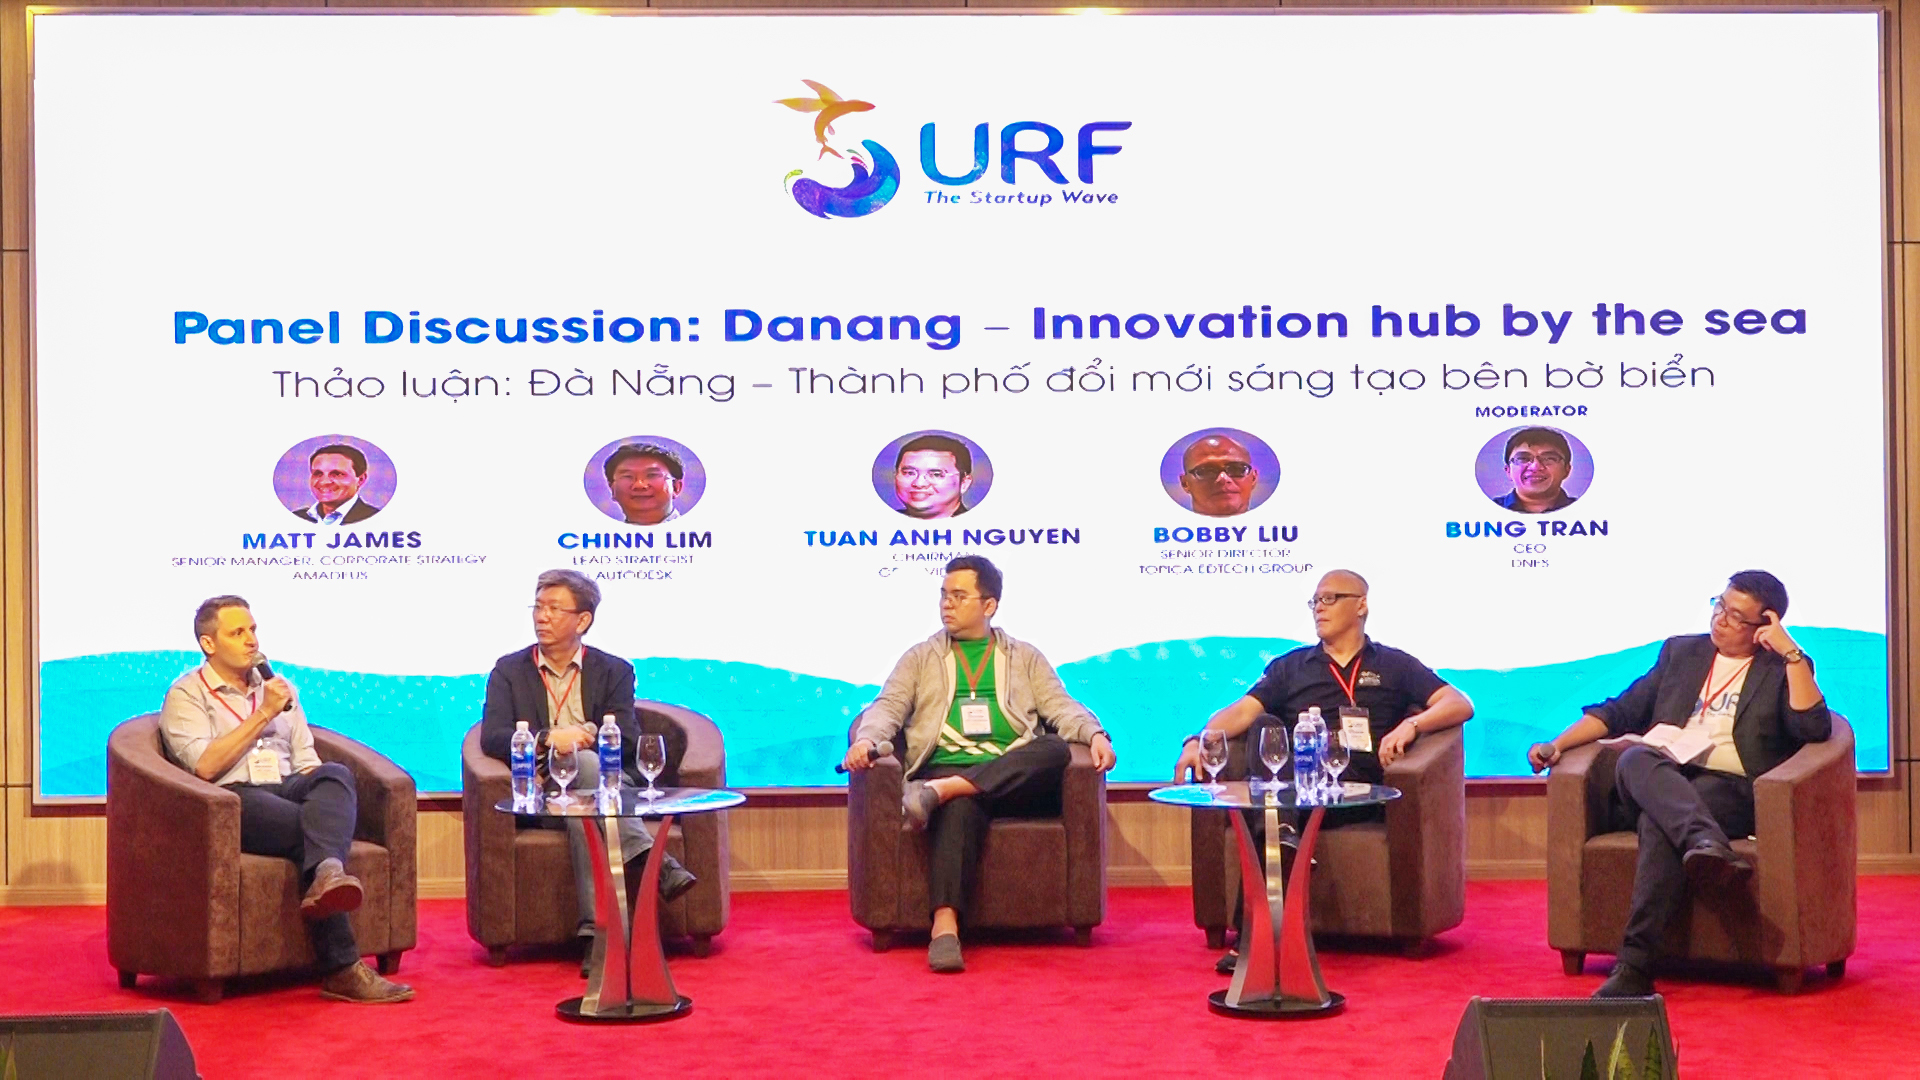 SURF
The Startup Wave
Panel Discussion: Danang – Innovation hub by the sea
Thảo luận: Đà Nẵng – Thành phố đổi mới sáng tạo bên bờ biển
MODERATOR
MATT JAMES
SENIOR MANAGER, CORPORATE STRATEGY
AMADEUS
CHINN LIM
LEAD STRATEGIST
AUTODESK
TUAN ANH NGUYEN
CHAIRMAN
BOBBY LIU
SENIOR DIRECTOR
TOPICA EDTECH GROUP
BUNG TRAN
CEO
DNES